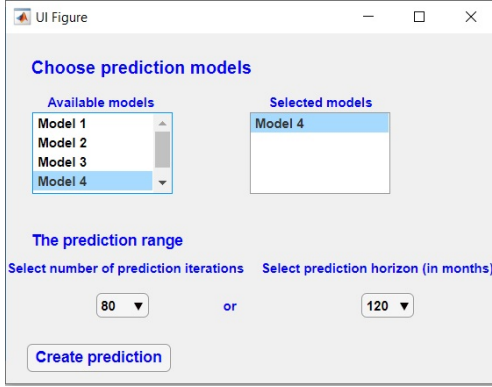 UI Figure
Choose prediction models
Available models Selected models
Model 1 Model 4
Model 2
Model 3
Model 4
The prediction range
Select number of prediction iterations Select prediction horizon (in months)
80 or 120
Create prediction